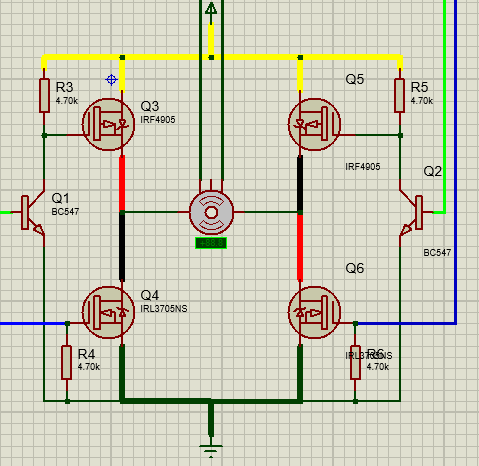 R3
4.70k
Q3
IRF4905
Q5
IRF4905
R5
4.70k
Q1
BC547
Q2
BC547
Q4
IRL3705NS
Q6
IRL3705NS
R4
4.70k
R6
4.70k